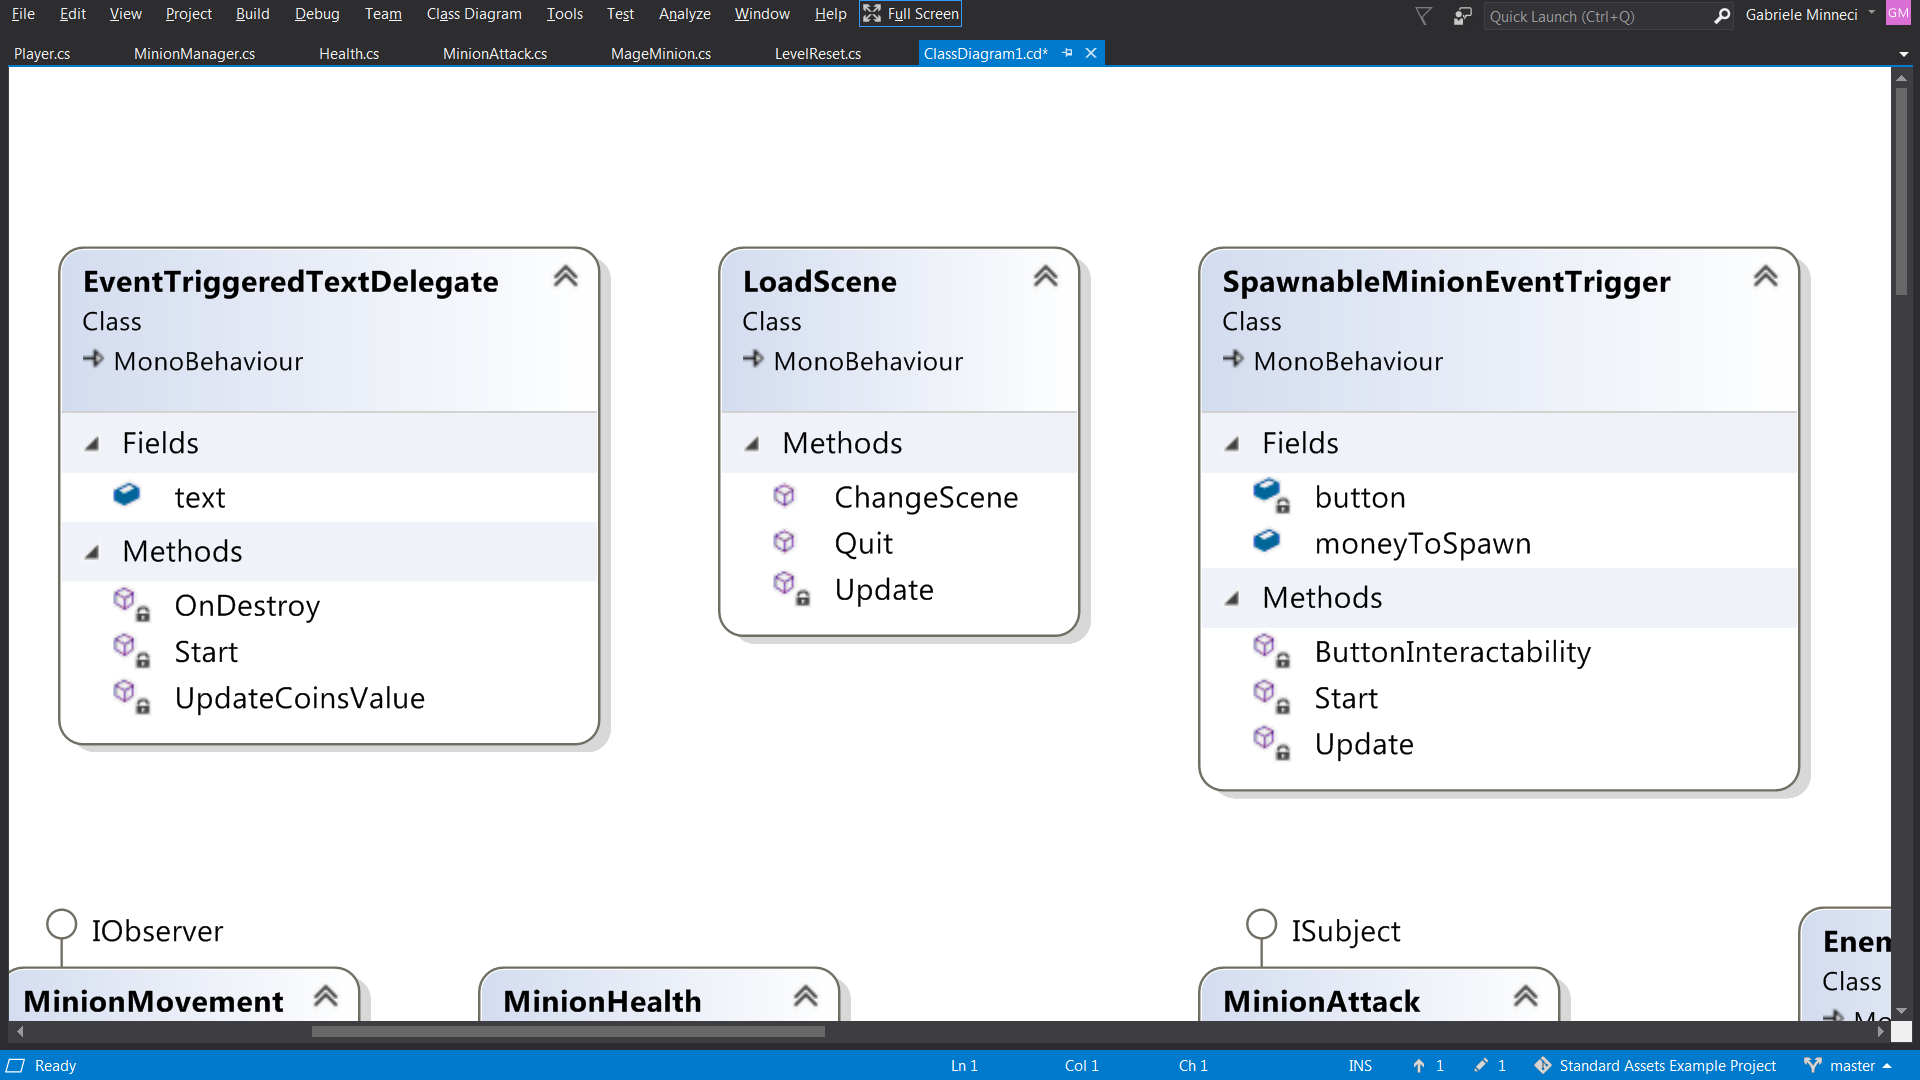 File Edit View Project Build Debug Team Class Diagram Tools Test Analyze Window Help Full Screen Quick Launch (Ctrl+Q) Gabriele Minneci GM
Player.cs MinionManager.cs Health.cs MinionAttack.cs MageMinion.cs LevelReset.cs ClassDiagram1.cd*
EventTriggeredTextDelegate
Class
MonoBehaviour
Fields
text
Methods
OnDestroy
Start
UpdateCoinsValue
LoadScene
Class
MonoBehaviour
Methods
ChangeScene
Quit
Update
SpawnableMinionEventTrigger
Class
MonoBehaviour
Fields
button
moneyToSpawn
Methods
ButtonInteractability
Start
Update
IObserver
MinionMovement
MinionHealth
ISubject
MinionAttack
Enem
Class
Mo
Ready Ln 1 Col 1 Ch 1 INS 1 1 Standard Assets Example Project master